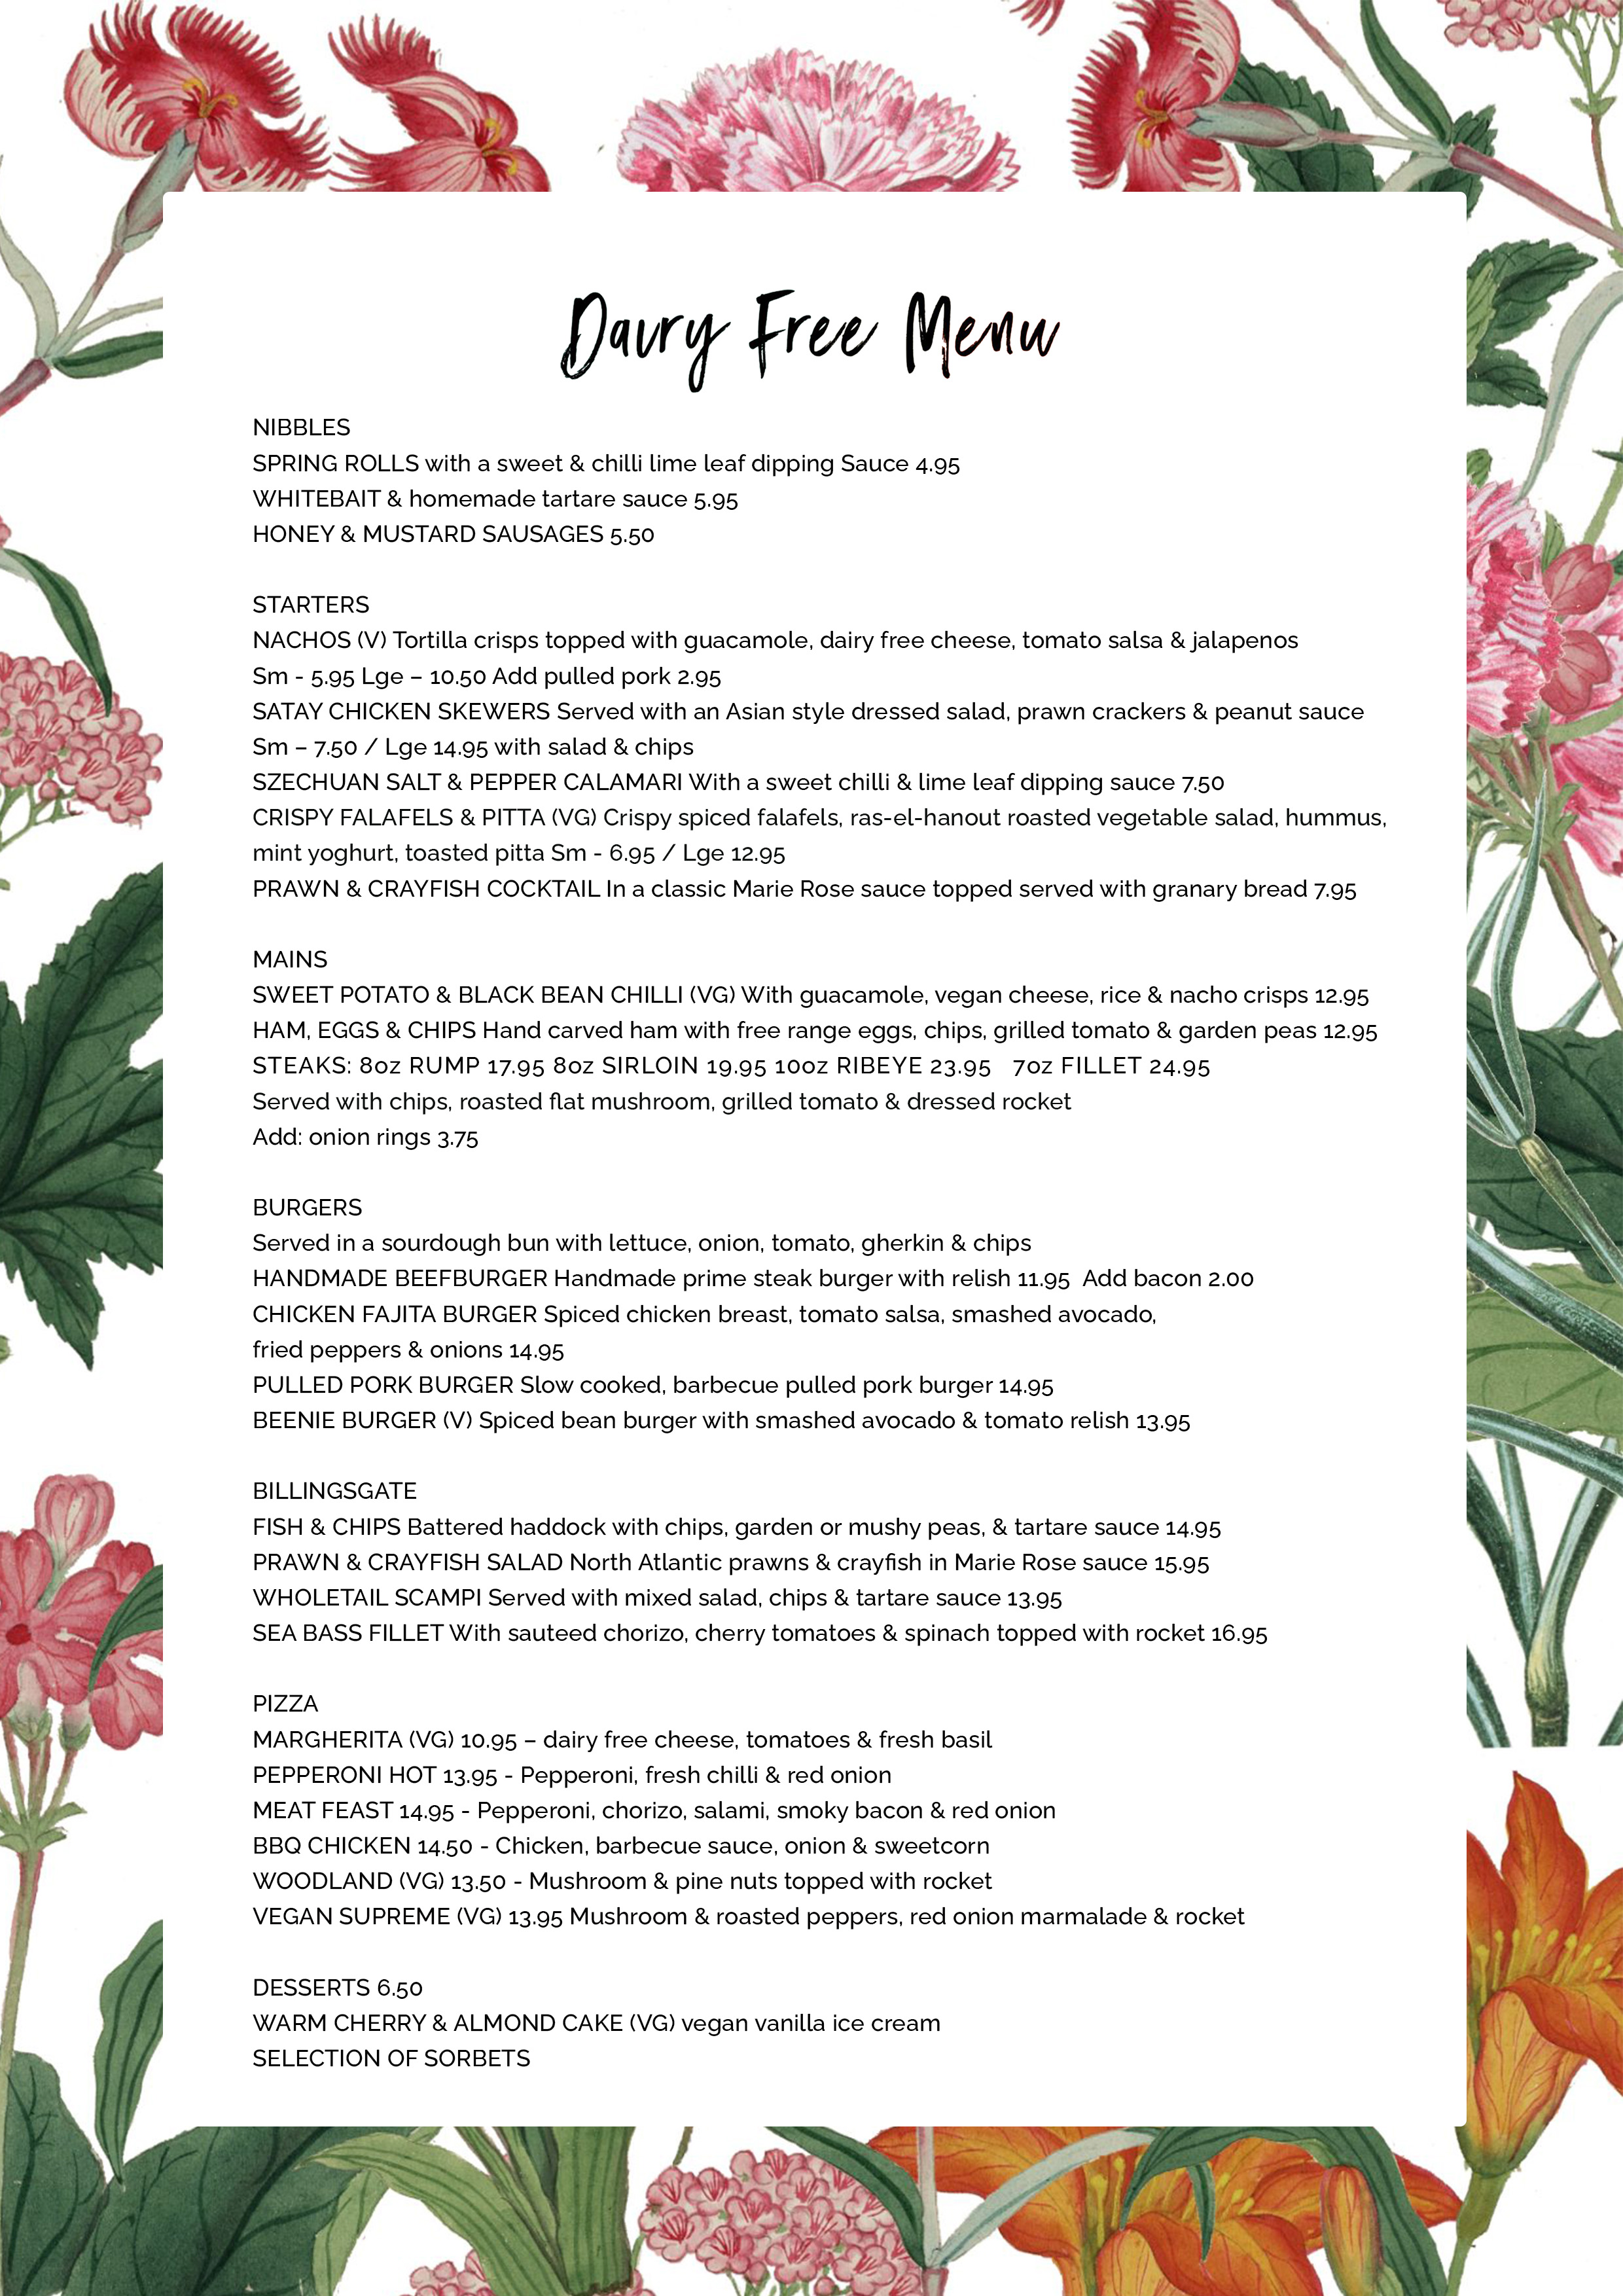 Dairy Free Menu
NIBBLES
SPRING ROLLS with a sweet & chilli lime leaf dipping Sauce 4.95
WHITEBAIT & homemade tartare sauce 5.95
HONEY & MUSTARD SAUSAGES 5.50
STARTERS
NACHOS (V) Tortilla crisps topped with guacamole, dairy free cheese, tomato salsa & jalapenos
Sm - 5.95 Lge – 10.50 Add pulled pork 2.95
SATAY CHICKEN SKEWERS Served with an Asian style dressed salad, prawn crackers & peanut sauce
Sm – 7.50 / Lge 14.95 with salad & chips
SZECHUAN SALT & PEPPER CALAMARI With a sweet chilli & lime leaf dipping sauce 7.50
CRISPY FALAFELS & PITTA (VG) Crispy spiced falafels, ras-el-hanout roasted vegetable salad, hummus,
mint yoghurt, toasted pitta Sm - 6.95 / Lge 12.95
PRAWN & CRAYFISH COCKTAIL In a classic Marie Rose sauce topped served with granary bread 7.95
MAINS
SWEET POTATO & BLACK BEAN CHILLI (VG) With guacamole, vegan cheese, rice & nacho crisps 12.95
HAM, EGGS & CHIPS Hand carved ham with free range eggs, chips, grilled tomato & garden peas 12.95
STEAKS: 8oz RUMP 17.95 8oz SIRLOIN 19.95 10oz RIBEYE 23.95 7oz FILLET 24.95
Served with chips, roasted flat mushroom, grilled tomato & dressed rocket
Add: onion rings 3.75
BURGERS
Served in a sourdough bun with lettuce, onion, tomato, gherkin & chips
HANDMADE BEEFBURGER Handmade prime steak burger with relish 11.95 Add bacon 2.00
CHICKEN FAJITA BURGER Spiced chicken breast, tomato salsa, smashed avocado,
fried peppers & onions 14.95
PULLED PORK BURGER Slow cooked, barbecue pulled pork burger 14.95
BEENIE BURGER (V) Spiced bean burger with smashed avocado & tomato relish 13.95
BILLINGSGATE
FISH & CHIPS Battered haddock with chips, garden or mushy peas, & tartare sauce 14.95
PRAWN & CRAYFISH SALAD North Atlantic prawns & crayfish in Marie Rose sauce 15.95
WHOLETAIL SCAMPI Served with mixed salad, chips & tartare sauce 13.95
SEA BASS FILLET With sauteed chorizo, cherry tomatoes & spinach topped with rocket 16.95
PIZZA
MARGHERITA (VG) 10.95 – dairy free cheese, tomatoes & fresh basil
PEPPERONI HOT 13.95 - Pepperoni, fresh chilli & red onion
MEAT FEAST 14.95 - Pepperoni, chorizo, salami, smoky bacon & red onion
BBQ CHICKEN 14.50 - Chicken, barbecue sauce, onion & sweetcorn
WOODLAND (VG) 13.50 - Mushroom & pine nuts topped with rocket
VEGAN SUPREME (VG) 13.95 Mushroom & roasted peppers, red onion marmalade & rocket
DESSERTS 6.50
WARM CHERRY & ALMOND CAKE (VG) vegan vanilla ice cream
SELECTION OF SORBETS